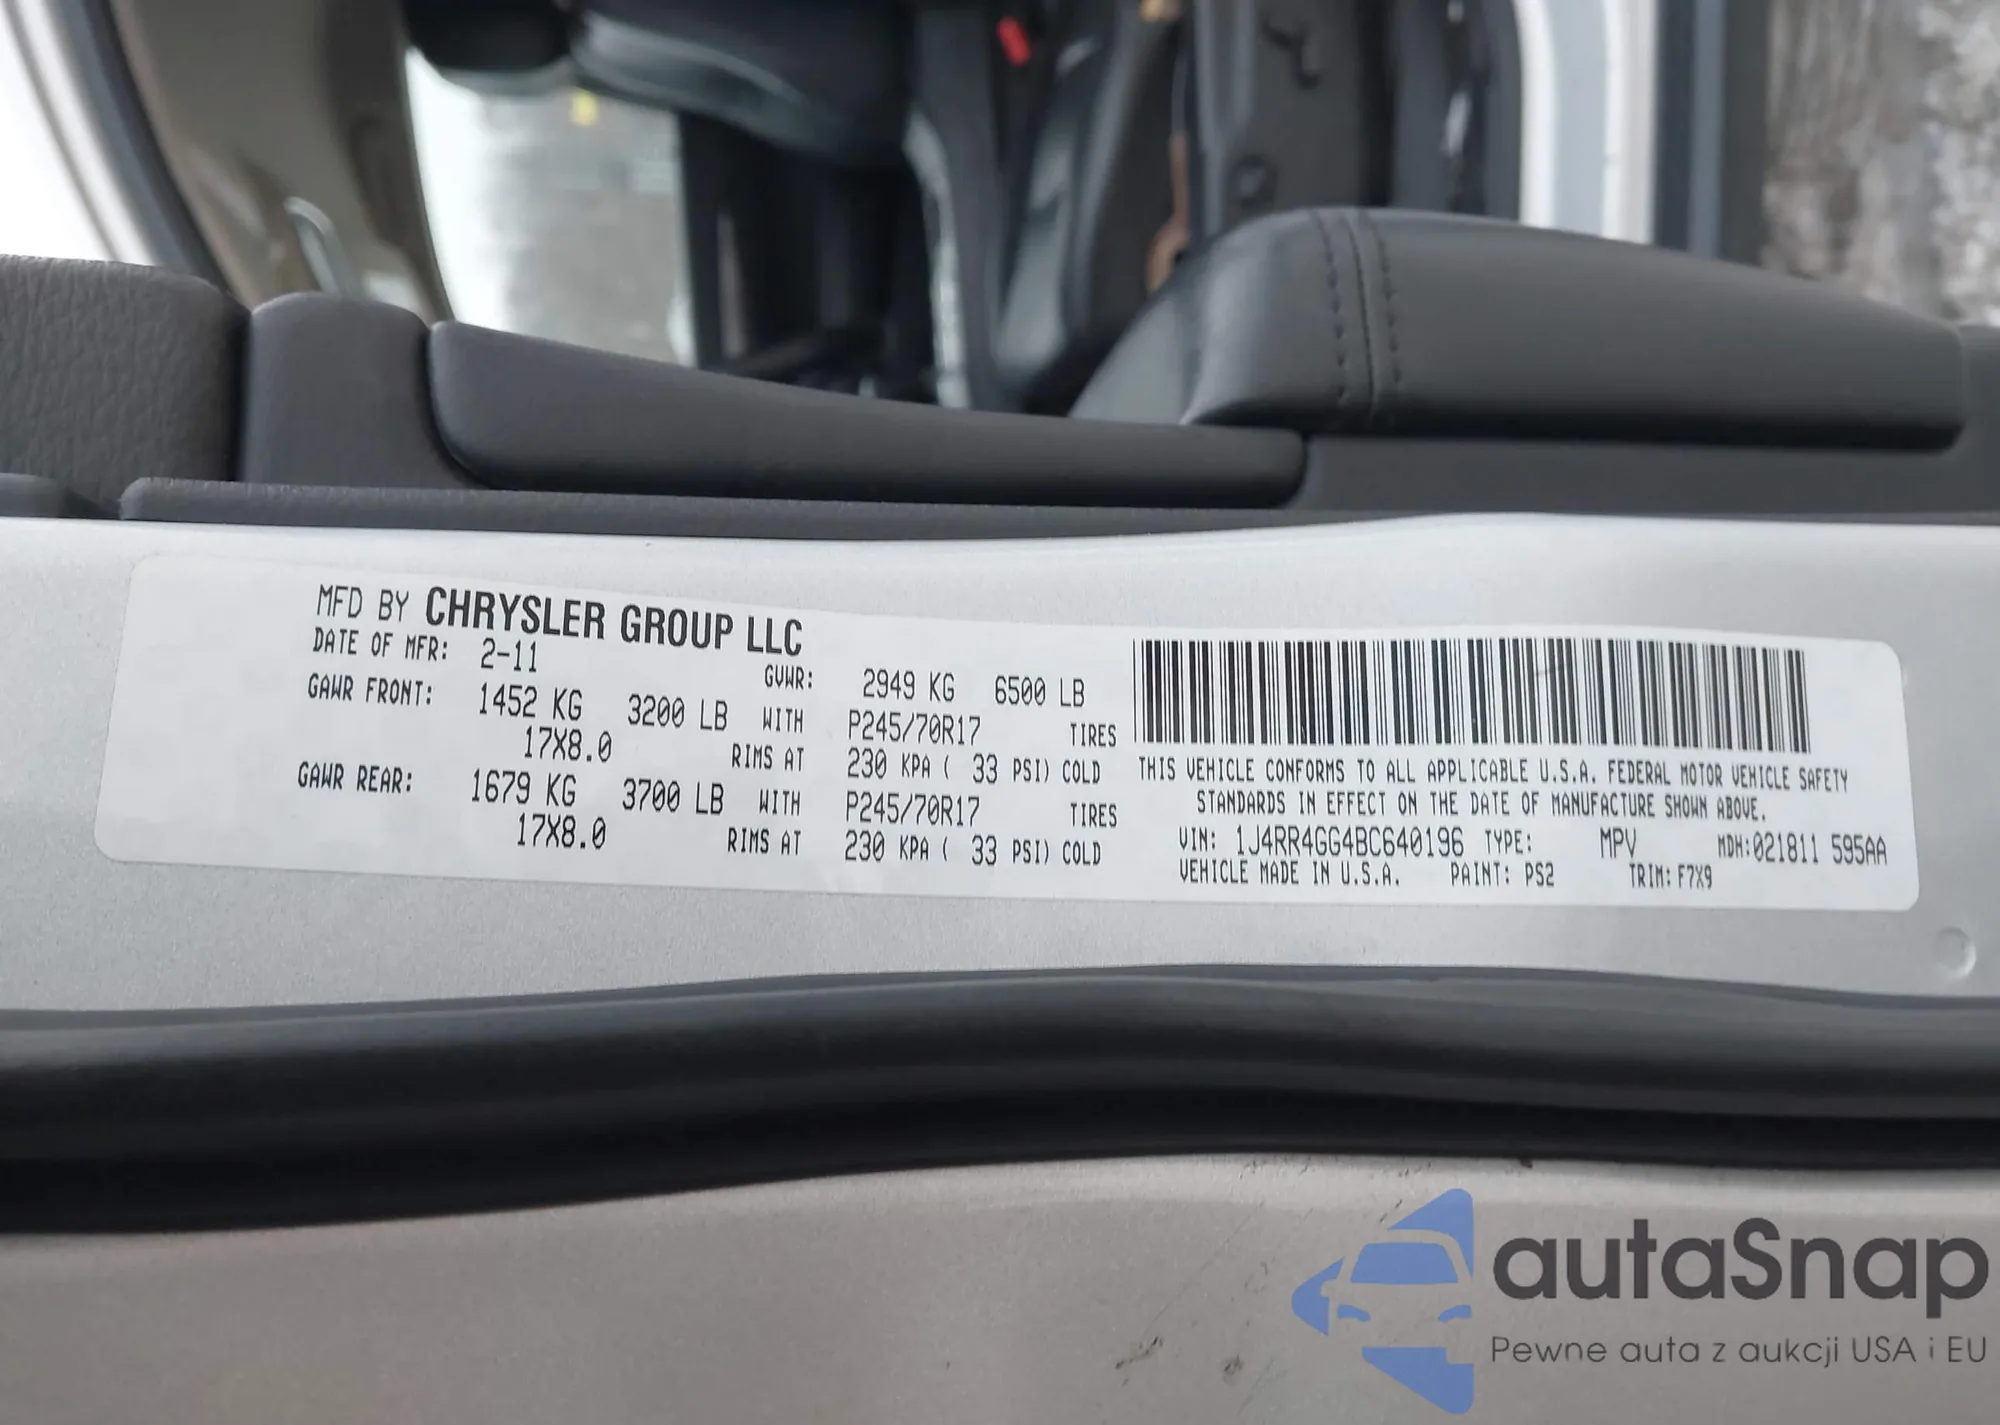 MFD BY CHRYSLER GROUP LLC
DATE OF MFR: 2-11 GVWR: 2949 KG 6500 LB
GAWR FRONT: 1452 KG 3200 LB WITH P245/70R17 TIRES
17X8.0 RIMS AT 230 KPA ( 33 PSI) COLD
GAWR REAR: 1679 KG 3700 LB WITH P245/70R17 TIRES
17X8.0 RIMS AT 230 KPA ( 33 PSI) COLD
THIS VEHICLE CONFORMS TO ALL APPLICABLE U.S.A. FEDERAL MOTOR VEHICLE SAFETY
STANDARDS IN EFFECT ON THE DATE OF MANUFACTURE SHOWN ABOVE.
VIN: 1J4RR4GG4BC640196 TYPE: MPV MDH:021811 595AA
VEHICLE MADE IN U.S.A. PAINT: PS2 TRIM: F7X9
autaSnap
Pewne auta z aukcji USA i EU